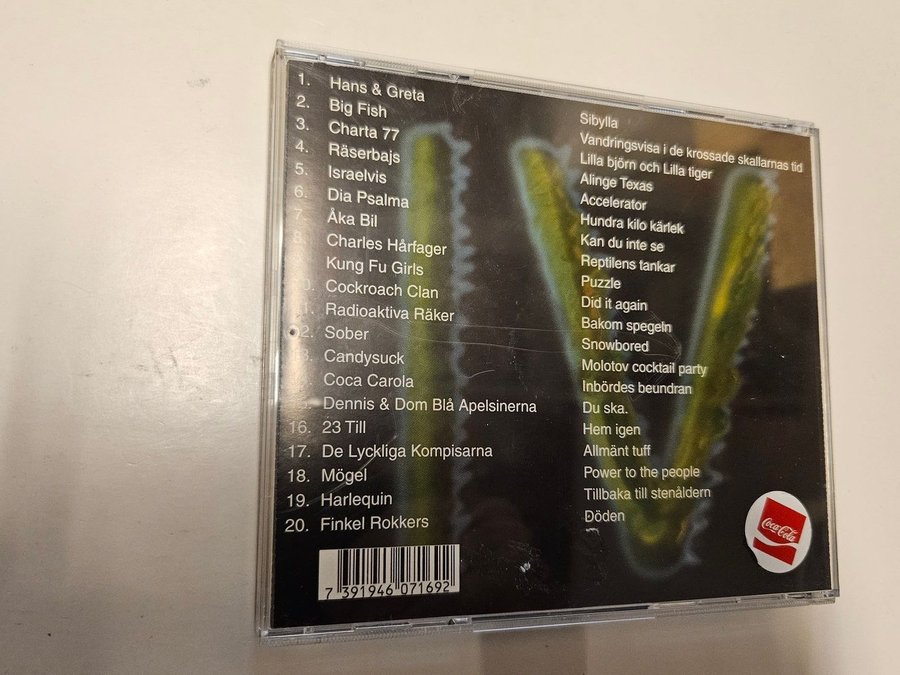 1. Hans & Greta Sibylla
2. Big Fish Vandringsvisa i de krossade skallarnas tid
3. Charta 77 Lilla björn och Lilla tiger
4. Räserbajs Alinge Texas
5. Israelvis Accelerator
6. Dia Psalma Hundra kilo kärlek
7. Åka Bil Kan du inte se
8. Charles Hårfager Reptilens tankar
Kung Fu Girls Puzzle
Cockroach Clan Did it again
Radioaktiva Räker Bakom spegeln
Sober Snowbored
Candysuck Molotov cocktail party
Coca Carola Inbördes beundran
Dennis & Dom Blå Apelsinerna Du ska.
16. 23 Till Hem igen
17. De Lyckliga Kompisarna Allmänt tuff
18. Mögel Power to the people
19. Harlequin Tillbaka till stenåldern
20. Finkel Rokkers Döden
Coca-Cola
7 391946 071692